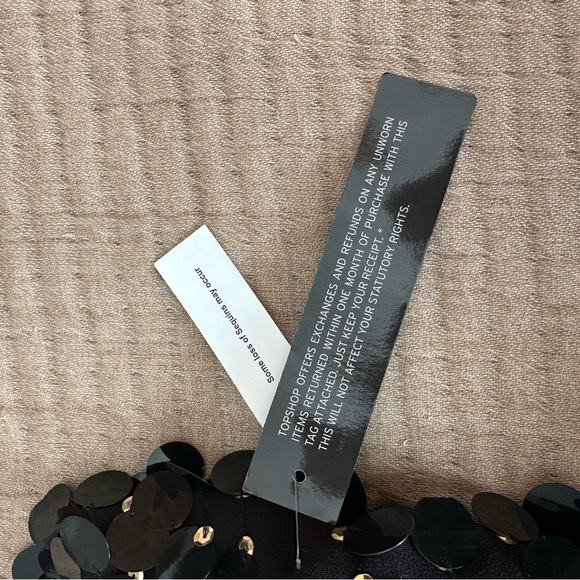 Some loss of Sequins may occur
TOPSHOP OFFERS EXCHANGES AND REFUNDS ON ANY UNWORN
ITEMS RETURNED WITHIN ONE MONTH OF PURCHASE WITH THIS
TAG ATTACHED. JUST KEEP YOUR RECEIPT. *
THIS WILL NOT AFFECT YOUR STATUTORY RIGHTS.